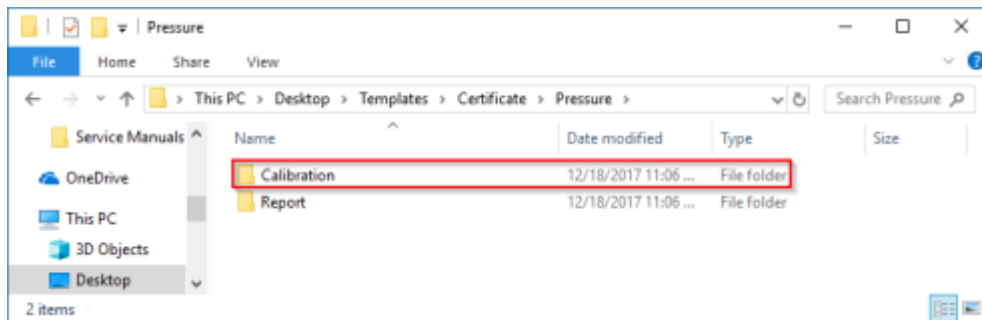 Pressure
File Home Share View
This PC > Desktop > Templates > Certificate > Pressure >
Search Pressure
Service Manuals
OneDrive
This PC
3D Objects
Desktop
Name Date modified Type Size
Calibration 12/18/2017 11:06 ... File folder
Report 12/18/2017 11:06 ... File folder
2 items